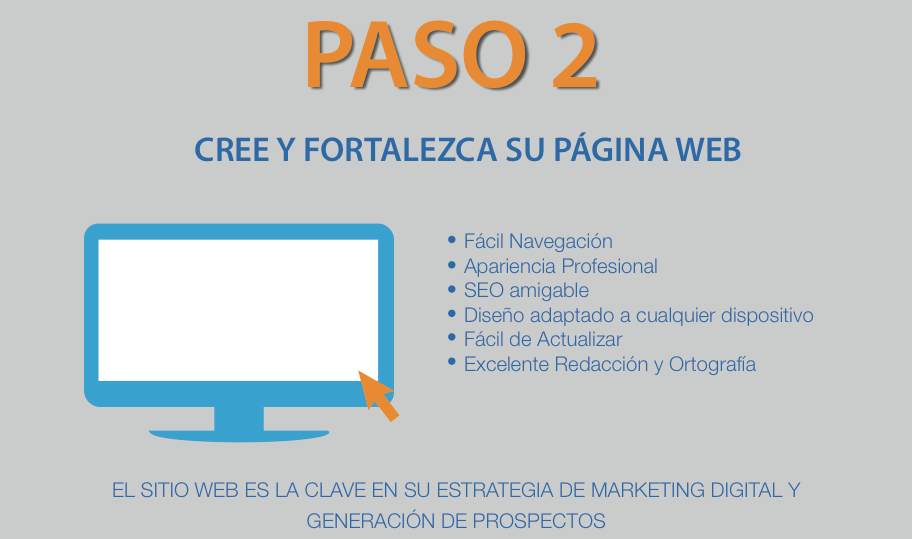 PASO 2
CREE Y FORTALEZCA SU PÁGINA WEB
• Fácil Navegación
• Apariencia Profesional
• SEO amigable
• Diseño adaptado a cualquier dispositivo
• Fácil de Actualizar
• Excelente Redacción y Ortografía
EL SITIO WEB ES LA CLAVE EN SU ESTRATEGIA DE MARKETING DIGITAL Y
GENERACIÓN DE PROSPECTOS